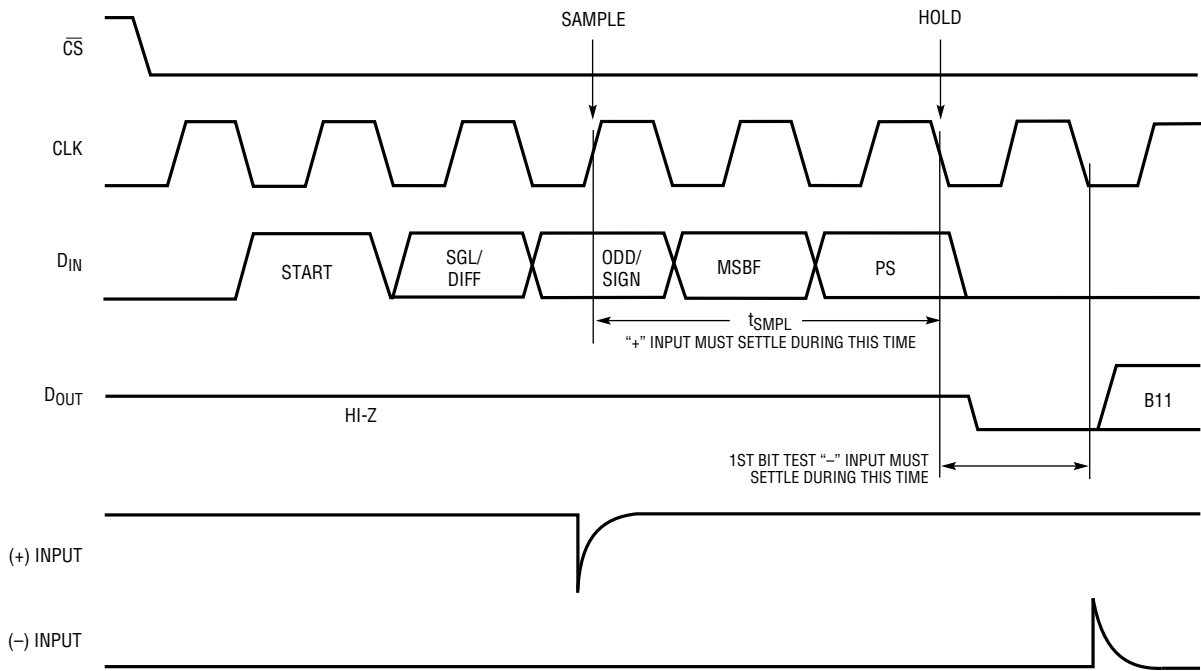 SAMPLE
HOLD
CS
CLK
DIN
START
SGL/
DIFF
ODD/
SIGN
MSBF
PS
tSMPL
“+” INPUT MUST SETTLE DURING THIS TIME
DOUT
HI-Z
B11
1ST BIT TEST “–” INPUT MUST
SETTLE DURING THIS TIME
(+) INPUT
(–) INPUT